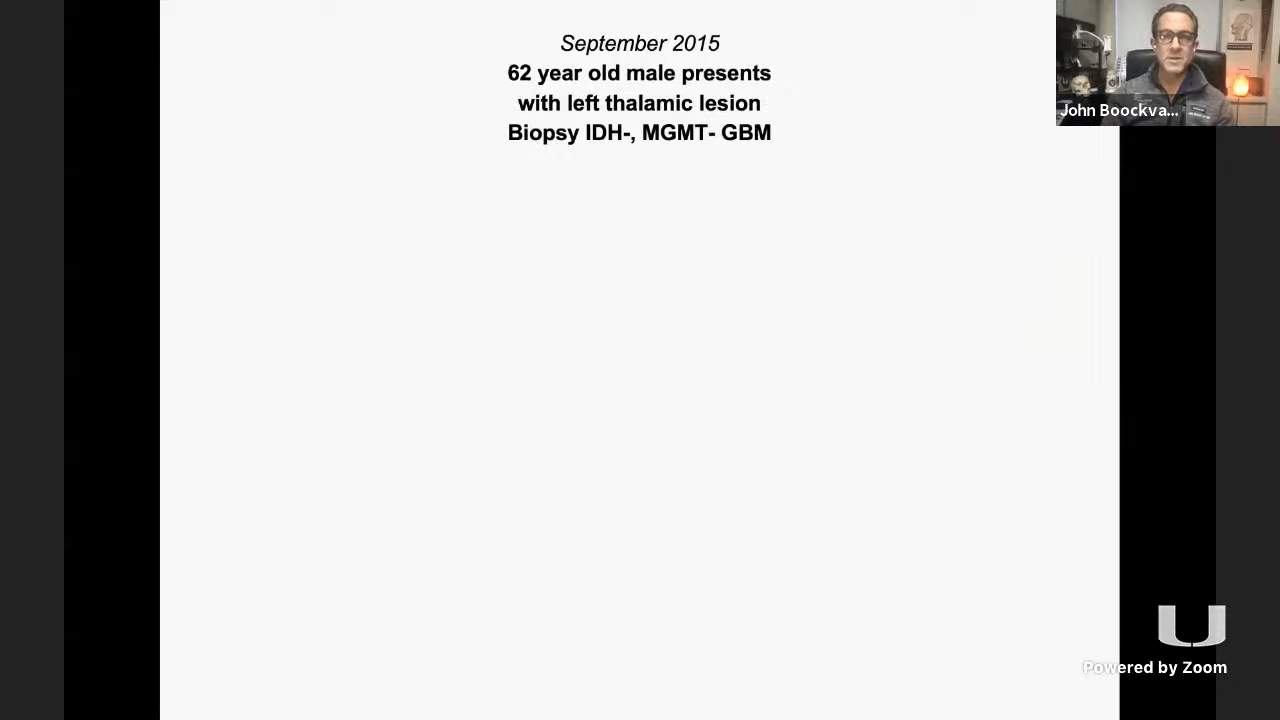 September 2015
62 year old male presents
with left thalamic lesion
Biopsy IDH-, MGMT- GBM
John Boockva...
Powered by Zoom